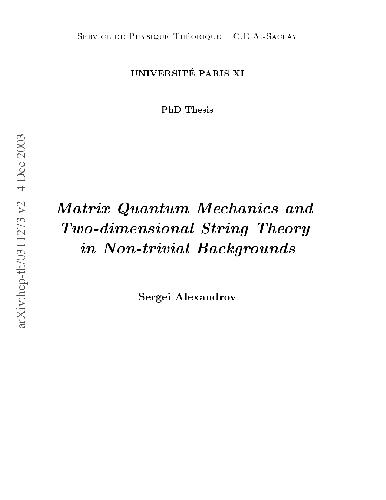 Service de Physique Théorique – C.E.A.-Saclay
UNIVERSITÉ PARIS XI
PhD Thesis
Matrix Quantum Mechanics and
Two-dimensional String Theory
in Non-trivial Backgrounds
Sergei Alexandrov
arXiv:hep-th/0311273 v2 4 Dec 2003